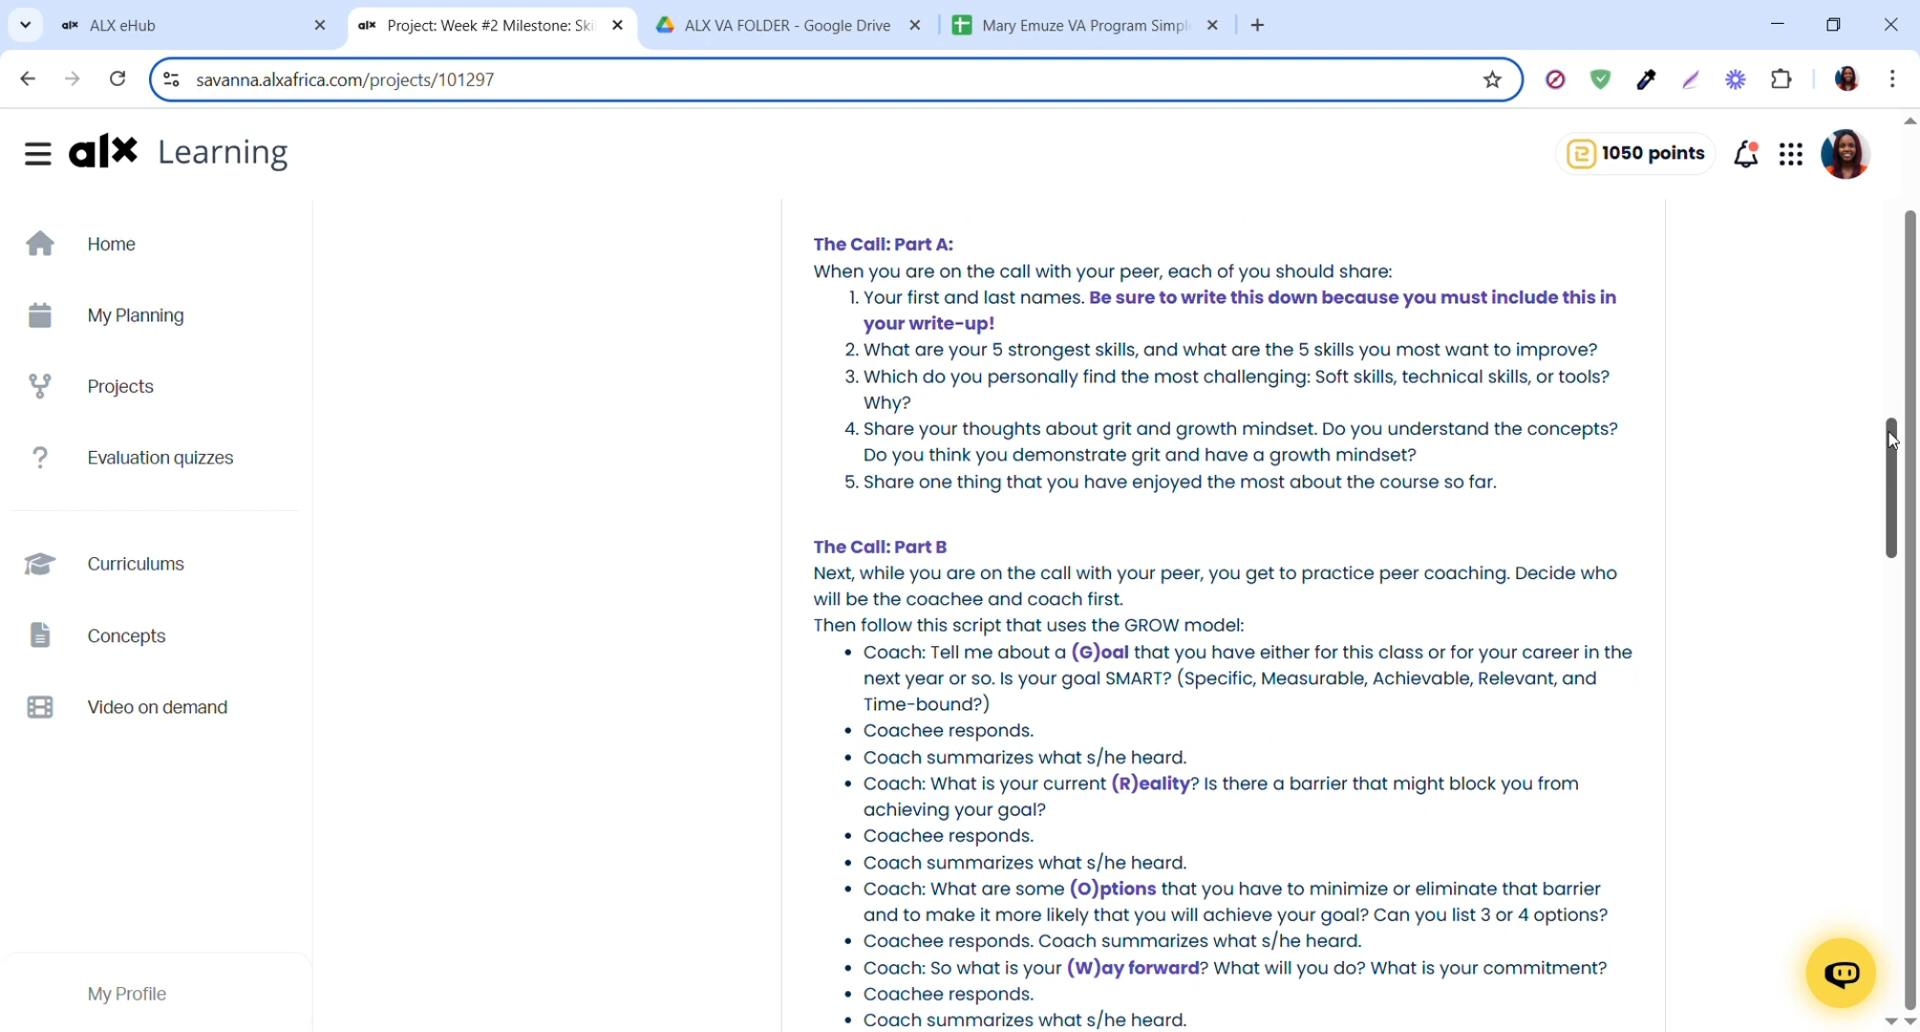 ALX eHub
Project: Week #2 Milestone: Ski
ALX VA FOLDER - Google Drive
Mary Emuze VA Program Simpl
savanna.alxafrica.com/projects/101297
alx Learning
1050 points
Home
My Planning
Projects
Evaluation quizzes
Curriculums
Concepts
Video on demand
My Profile
The Call: Part A:
When you are on the call with your peer, each of you should share:
1. Your first and last names. Be sure to write this down because you must include this in
your write-up!
2. What are your 5 strongest skills, and what are the 5 skills you most want to improve?
3. Which do you personally find the most challenging: Soft skills, technical skills, or tools?
Why?
4. Share your thoughts about grit and growth mindset. Do you understand the concepts?
Do you think you demonstrate grit and have a growth mindset?
5. Share one thing that you have enjoyed the most about the course so far.
The Call: Part B
Next, while you are on the call with your peer, you get to practice peer coaching. Decide who
will be the coachee and coach first.
Then follow this script that uses the GROW model:
• Coach: Tell me about a (G)oal that you have either for this class or for your career in the
next year or so. Is your goal SMART? (Specific, Measurable, Achievable, Relevant, and
Time-bound?)
• Coachee responds.
• Coach summarizes what s/he heard.
• Coach: What is your current (R)eality? Is there a barrier that might block you from
achieving your goal?
• Coachee responds.
• Coach summarizes what s/he heard.
• Coach: What are some (O)ptions that you have to minimize or eliminate that barrier
and to make it more likely that you will achieve your goal? Can you list 3 or 4 options?
• Coachee responds. Coach summarizes what s/he heard.
• Coach: So what is your (W)ay forward? What will you do? What is your commitment?
• Coachee responds.
• Coach summarizes what s/he heard.